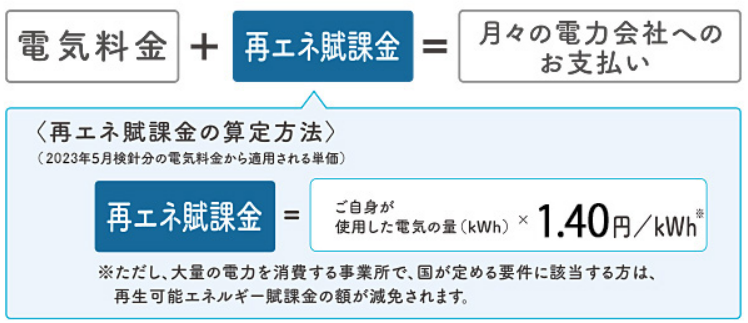 電気料金 + 再エネ賦課金 = 月々の電力会社への
お支払い
〈再エネ賦課金の算定方法〉
（2023年5月検針分の電気料金から適用される単価）
再エネ賦課金 = ご自身が
使用した電気の量（kWh） × 1.40円／kWh※
※ただし、大量の電力を消費する事業所で、国が定める要件に該当する方は、
再生可能エネルギー賦課金の額が減免されます。